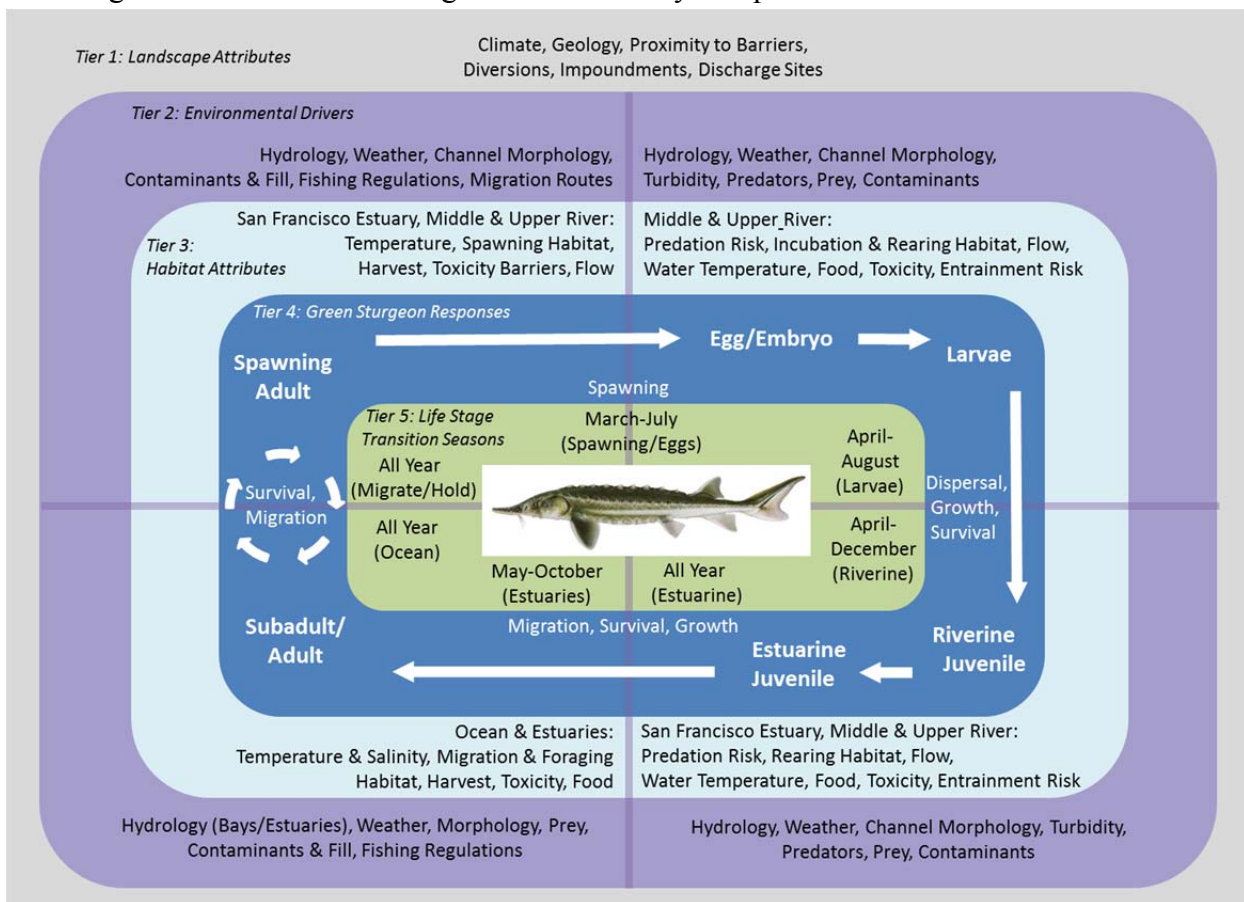 Tier 1: Landscape Attributes
Climate, Geology, Proximity to Barriers,
Diversions, Impoundments, Discharge Sites
Tier 2: Environmental Drivers
Hydrology, Weather, Channel Morphology,
Contaminants & Fill, Fishing Regulations, Migration Routes
Hydrology, Weather, Channel Morphology,
Turbidity, Predators, Prey, Contaminants
San Francisco Estuary, Middle & Upper River:
Temperature, Spawning Habitat,
Harvest, Toxicity Barriers, Flow
Tier 3:
Habitat Attributes
Middle & Upper_River:
Predation Risk, Incubation & Rearing Habitat, Flow,
Water Temperature, Food, Toxicity, Entrainment Risk
Tier 4: Green Sturgeon Responses
Spawning
Adult
Egg/Embryo
Larvae
Spawning
Tier 5: Life Stage
Transition Seasons
March-July
(Spawning/Eggs)
All Year
(Migrate/Hold)
April-
August
(Larvae)
Survival,
Migration
Dispersal,
Growth,
Survival
All Year
(Ocean)
May-October
(Estuaries)
All Year
(Estuarine)
April-
December
(Riverine)
Migration, Survival, Growth
Subadult/
Adult
Estuarine
Juvenile
Riverine
Juvenile
Ocean & Estuaries:
Temperature & Salinity, Migration & Foraging
Habitat, Harvest, Toxicity, Food
San Francisco Estuary, Middle & Upper River:
Predation Risk, Rearing Habitat, Flow,
Water Temperature, Food, Toxicity, Entrainment Risk
Hydrology (Bays/Estuaries), Weather, Morphology, Prey,
Contaminants & Fill, Fishing Regulations
Hydrology, Weather, Channel Morphology, Turbidity,
Predators, Prey, Contaminants